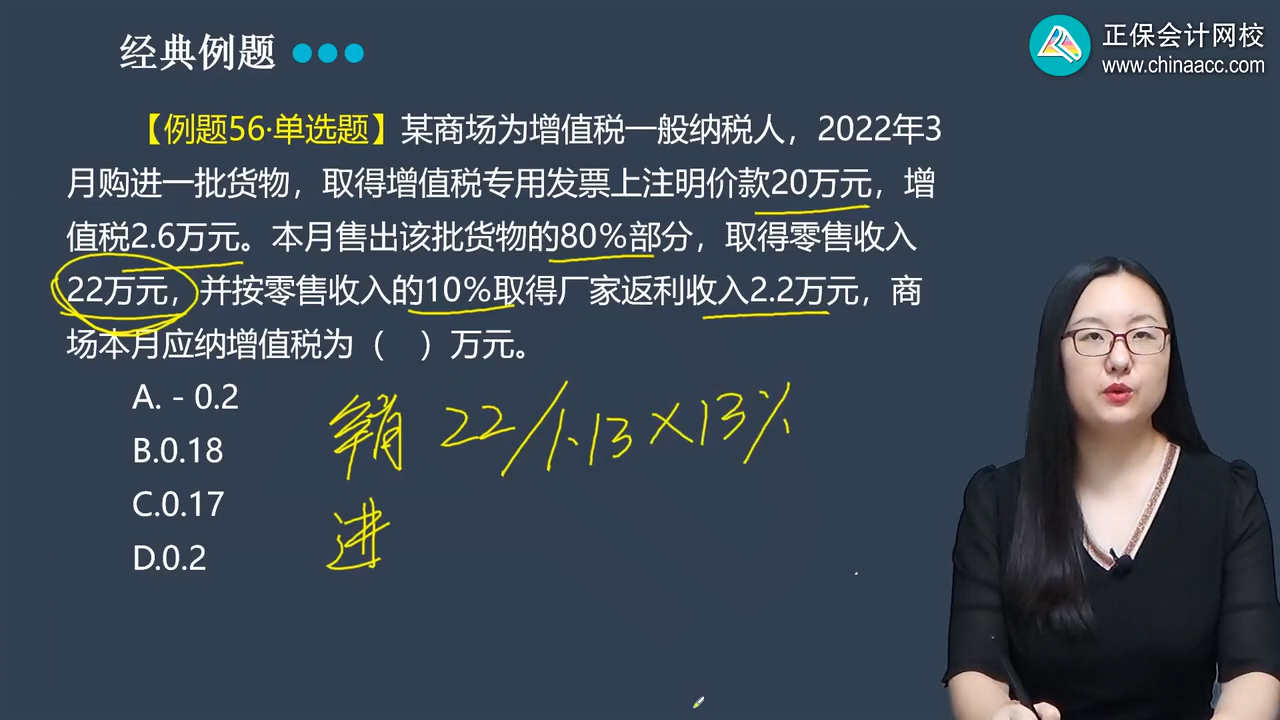 经典例题
正保会计网校
www.chinaacc.com
【例题56·单选题】某商场为增值税一般纳税人，2022年3
月购进一批货物，取得增值税专用发票上注明价款20万元，增
值税2.6万元。本月售出该批货物的80%部分，取得零售收入
22万元，并按零售收入的10%取得厂家返利收入2.2万元，商
场本月应纳增值税为（　）万元。
A.－0.2
B.0.18
C.0.17
D.0.2
销 22/1.13×13%
进